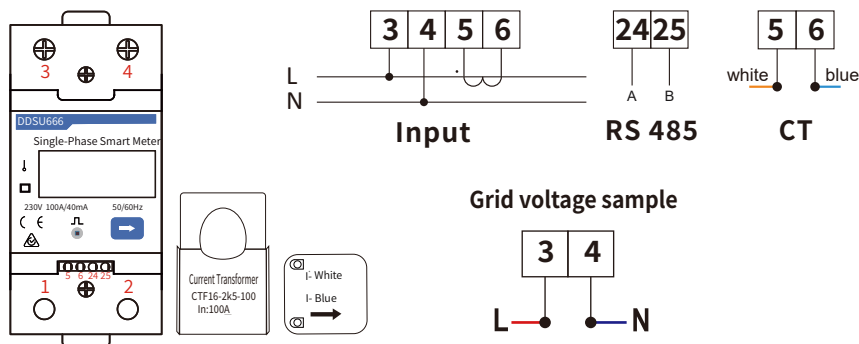 3 4
DDSU666
Single-Phase Smart Meter
230V 100A/40mA 50/60Hz
CE
5 6 24 25
1 2
Current Transformer
CTF16-2k5-100
In:100A
I- White
I- Blue
3 4 5 6
L
N
Input
24 25
A B
RS 485
5 6
white blue
CT
Grid voltage sample
3 4
L N